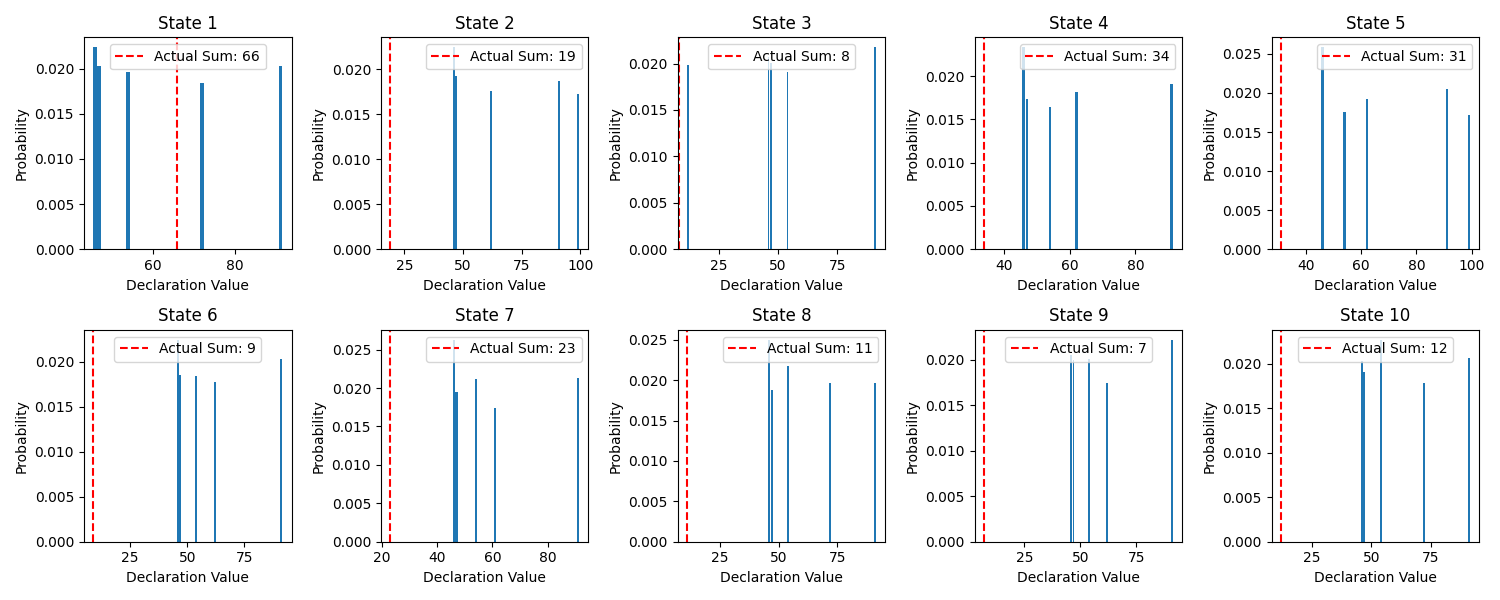 State 1
State 2
State 3
State 4
State 5
Actual Sum: 66
Actual Sum: 19
Actual Sum: 8
Actual Sum: 34
Actual Sum: 31
Probability
0.020
0.015
0.010
0.005
0.000
60
80
Declaration Value
Probability
0.020
0.015
0.010
0.005
0.000
25
50
75
100
Declaration Value
Probability
0.020
0.015
0.010
0.005
0.000
25
50
75
Declaration Value
Probability
0.020
0.015
0.010
0.005
0.000
40
60
80
Declaration Value
Probability
0.025
0.020
0.015
0.010
0.005
0.000
40
60
80
100
Declaration Value
State 6
State 7
State 8
State 9
State 10
Actual Sum: 9
Actual Sum: 23
Actual Sum: 11
Actual Sum: 7
Actual Sum: 12
Probability
0.020
0.015
0.010
0.005
0.000
25
50
75
Declaration Value
Probability
0.025
0.020
0.015
0.010
0.005
0.000
20
40
60
80
Declaration Value
Probability
0.025
0.020
0.015
0.010
0.005
0.000
25
50
75
Declaration Value
Probability
0.020
0.015
0.010
0.005
0.000
25
50
75
Declaration Value
Probability
0.020
0.015
0.010
0.005
0.000
25
50
75
Declaration Value